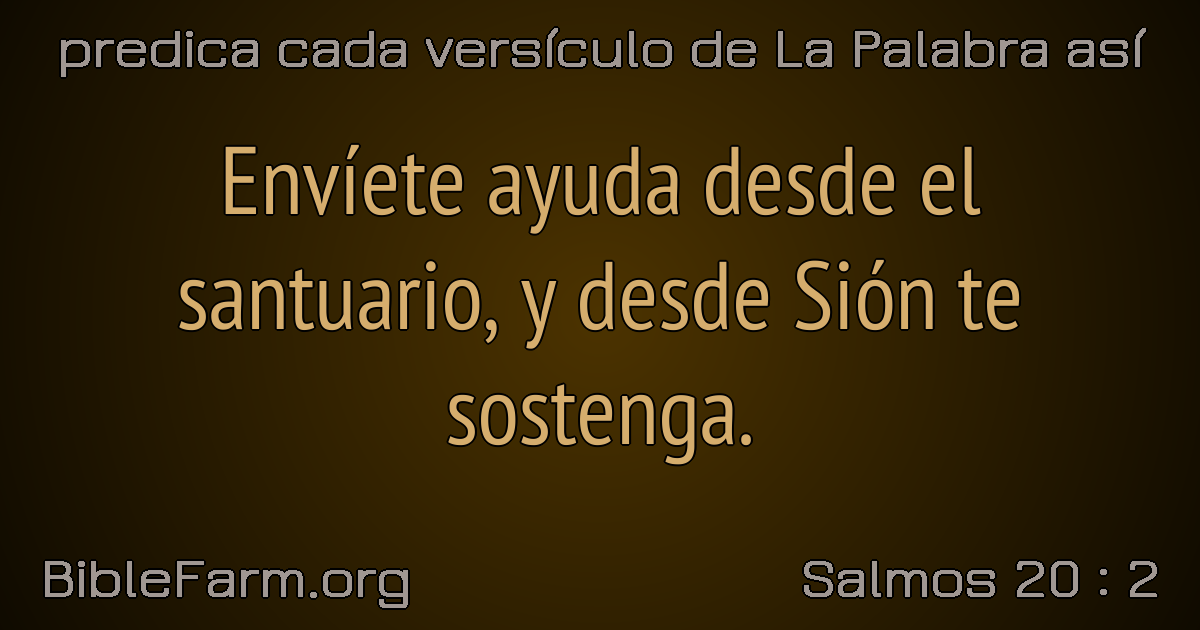 predica cada versículo de La Palabra así
Envíete ayuda desde el
santuario, y desde Sión te
sostenga.
BibleFarm.org
Salmos 20 : 2